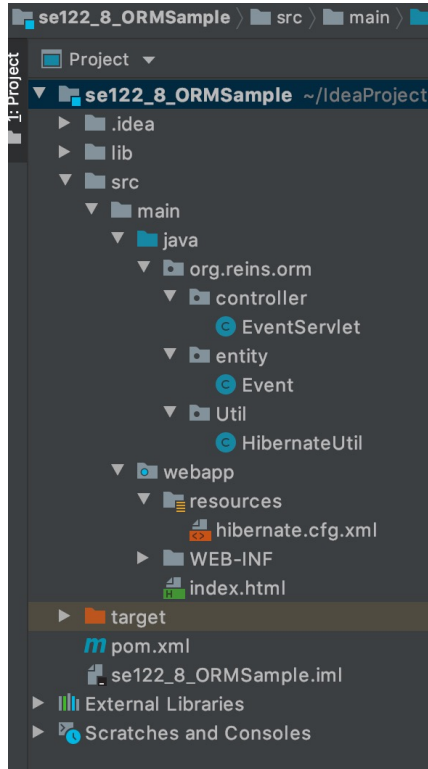 se122_8_ORMSample src main
1: Project
Project
se122_8_ORMSample ~/IdeaProject
.idea
lib
src
main
java
org.reins.orm
controller
C EventServlet
entity
C Event
Util
C HibernateUtil
webapp
resources
<> hibernate.cfg.xml
WEB-INF
H index.html
target
m pom.xml
se122_8_ORMSample.iml
External Libraries
Scratches and Consoles